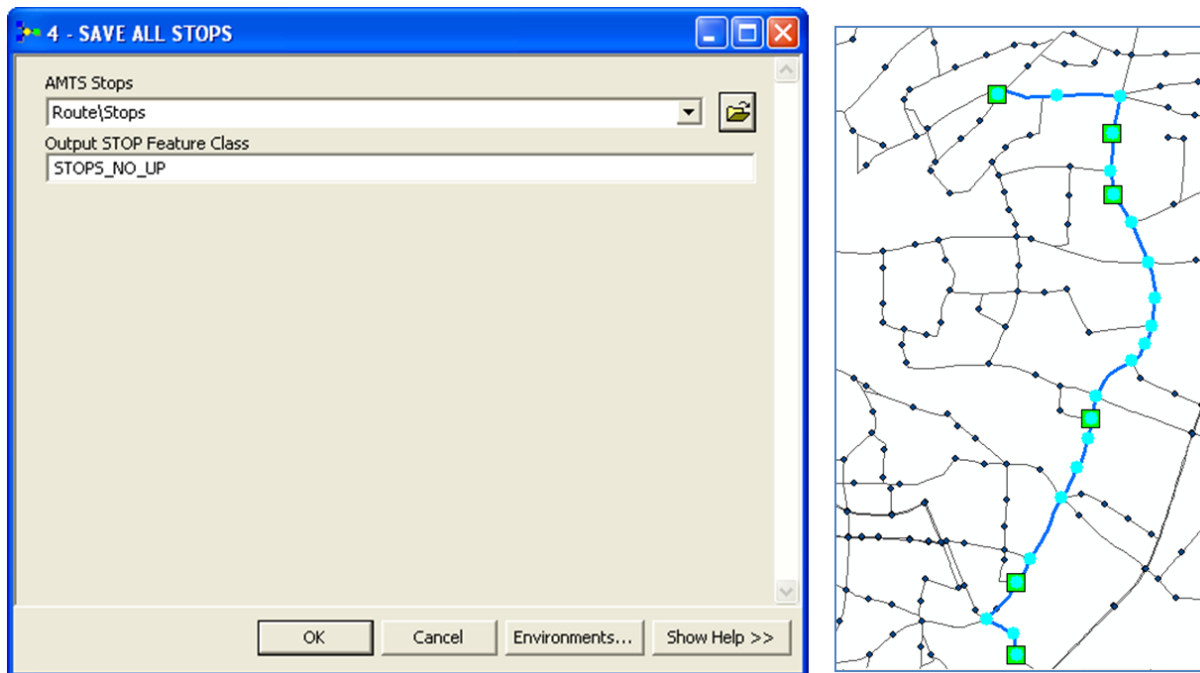 4 - SAVE ALL STOPS
AMTS Stops
Route\Stops
Output STOP Feature Class
STOPS_NO_UP
OK
Cancel
Environments...
Show Help >>